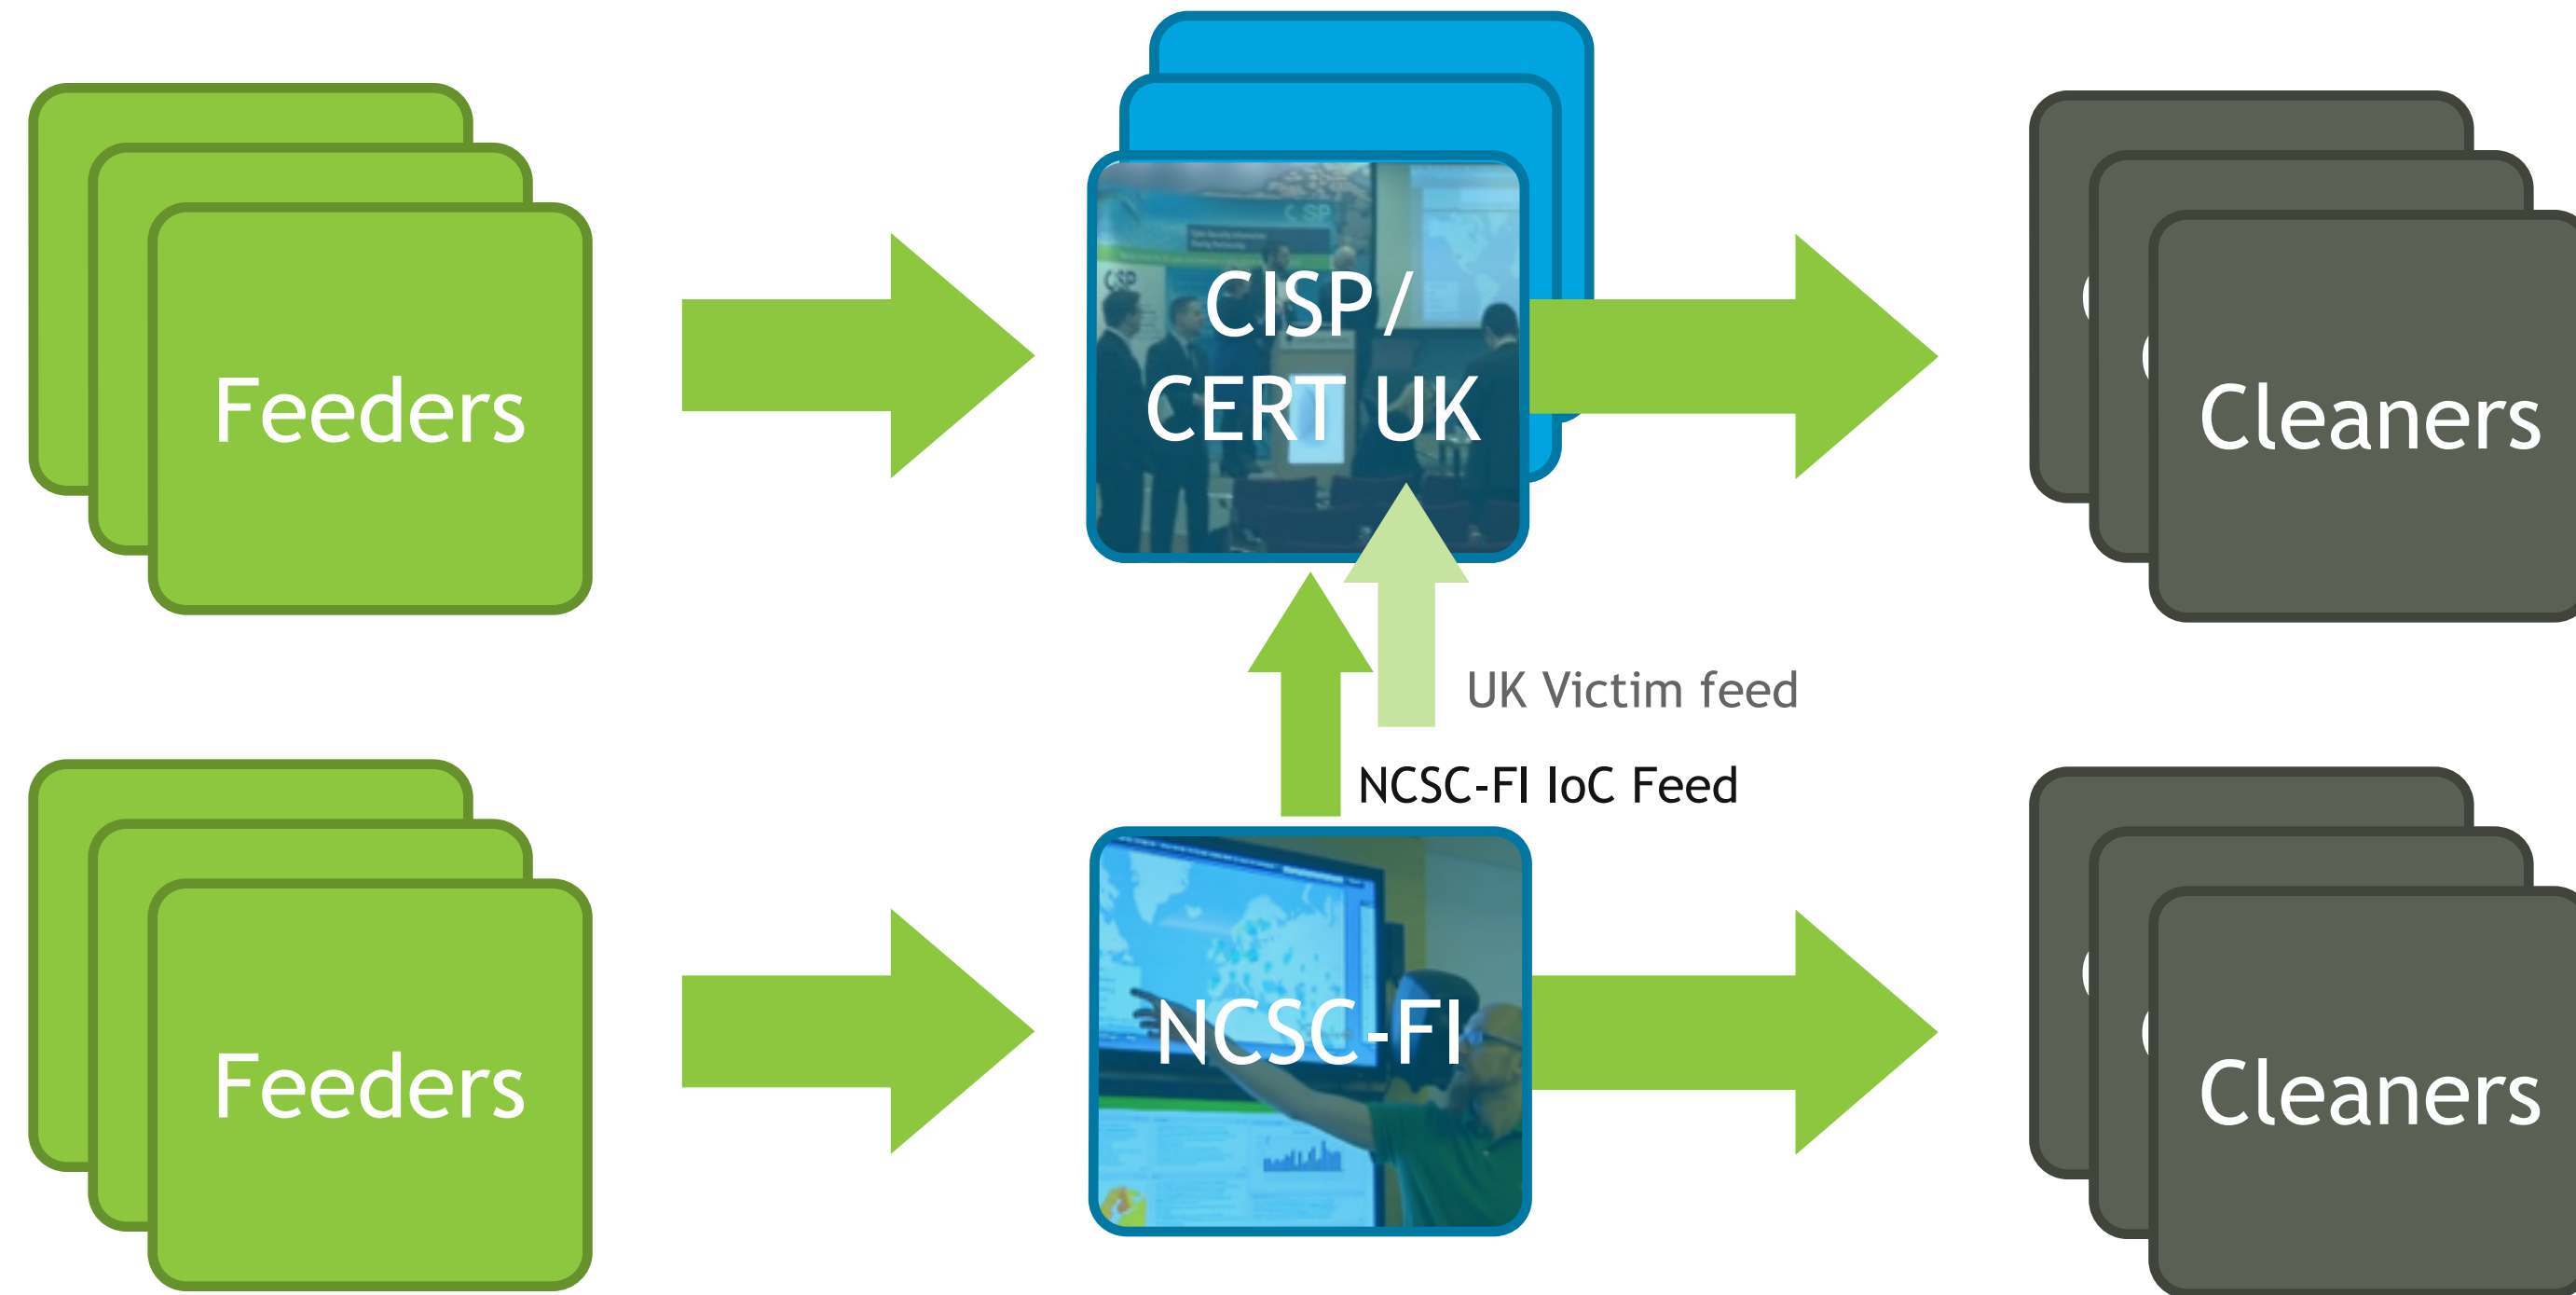 Feeders
CISP/
CERT UK
Cleaners
UK Victim feed
NCSC-FI IoC Feed
Feeders
NCSC-FI
Cleaners